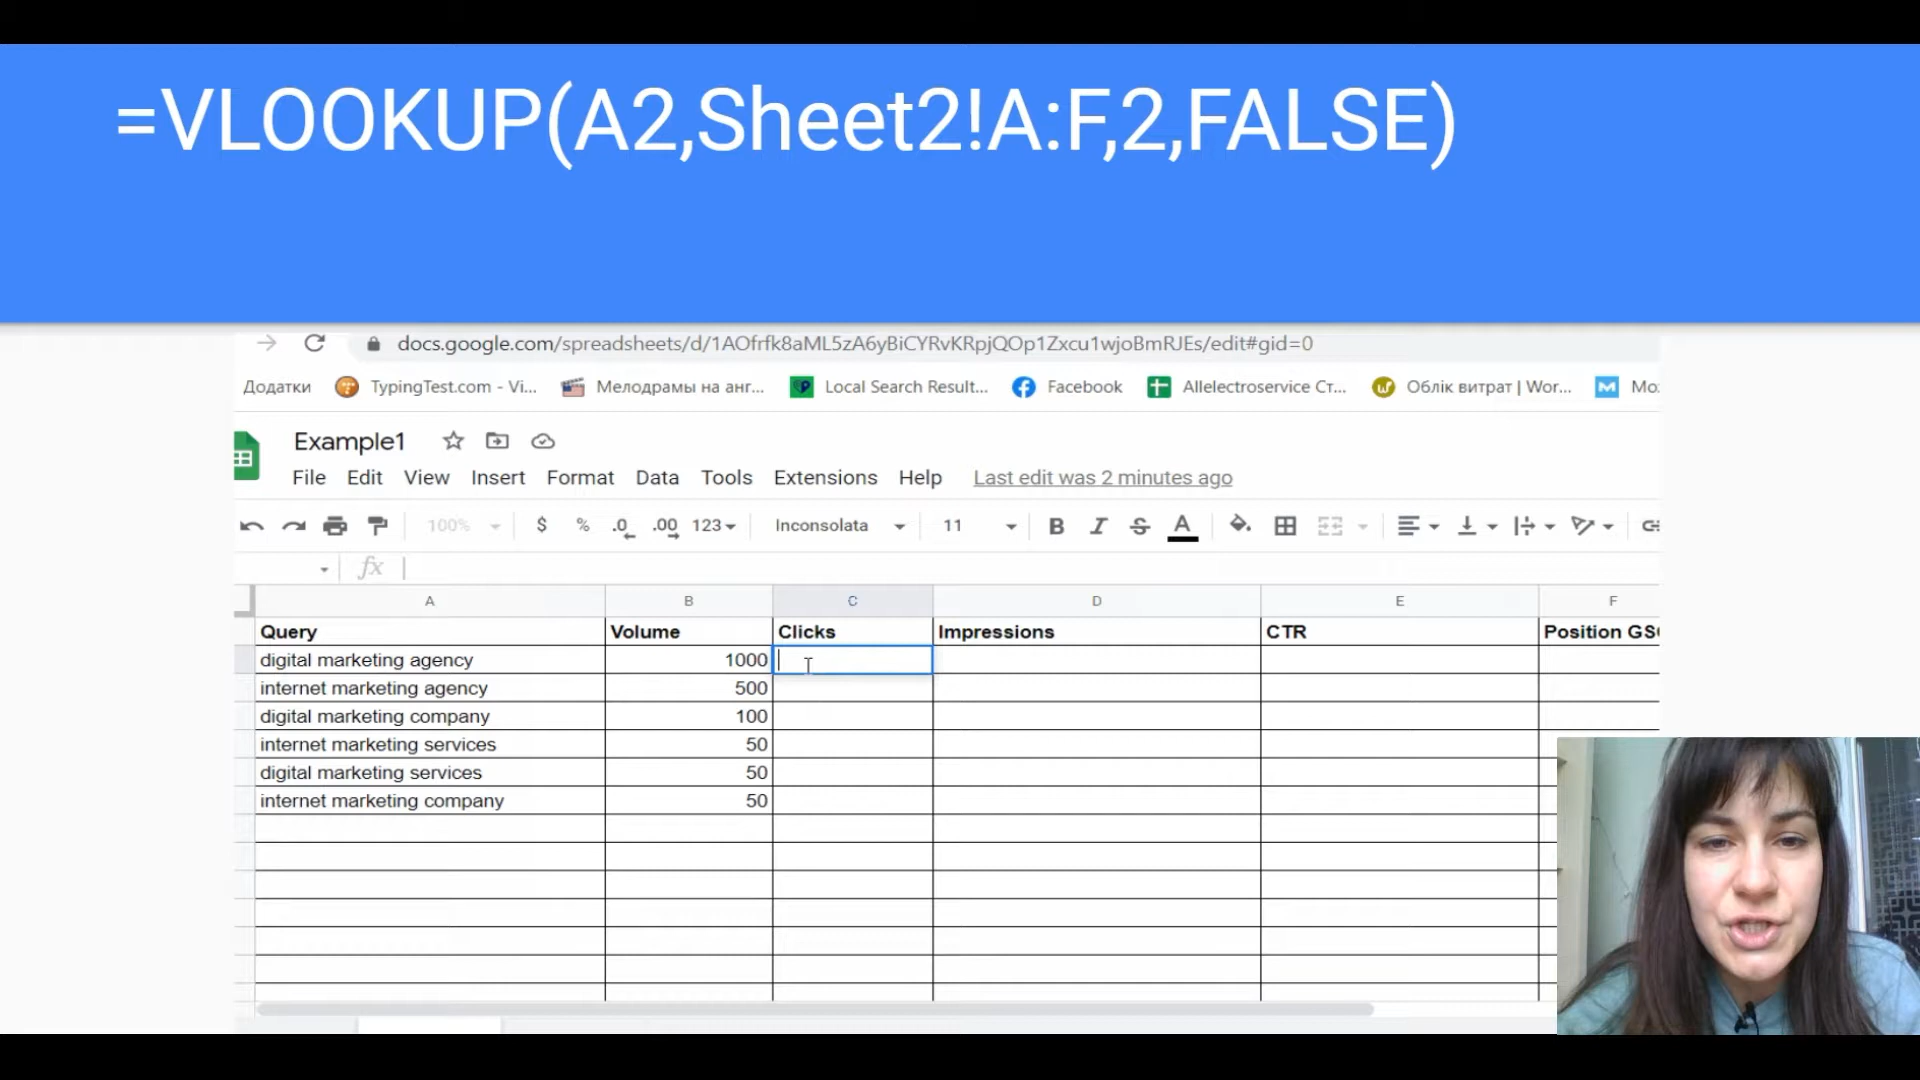 =VLOOKUP(A2,Sheet2!A:F,2,FALSE)
docs.google.com/spreadsheets/d/1AOfrfk8aML5zA6yBiCYRvKRpjQOp1Zxcu1wjoBmRJEs/edit#gid=0
Додатки TypingTest.com - Vi... Мелодрамы на анг... Local Search Result... Facebook Allelectroservice Ст... Облік витрат | Wor... Мо
Example1
File Edit View Insert Format Data Tools Extensions Help Last edit was 2 minutes ago
100% $ % .0 .00 123 Inconsolata 11 B I S A
fx
A B C D E F
Query Volume Clicks Impressions CTR Position GS
digital marketing agency 1000
internet marketing agency 500
digital marketing company 100
internet marketing services 50
digital marketing services 50
internet marketing company 50